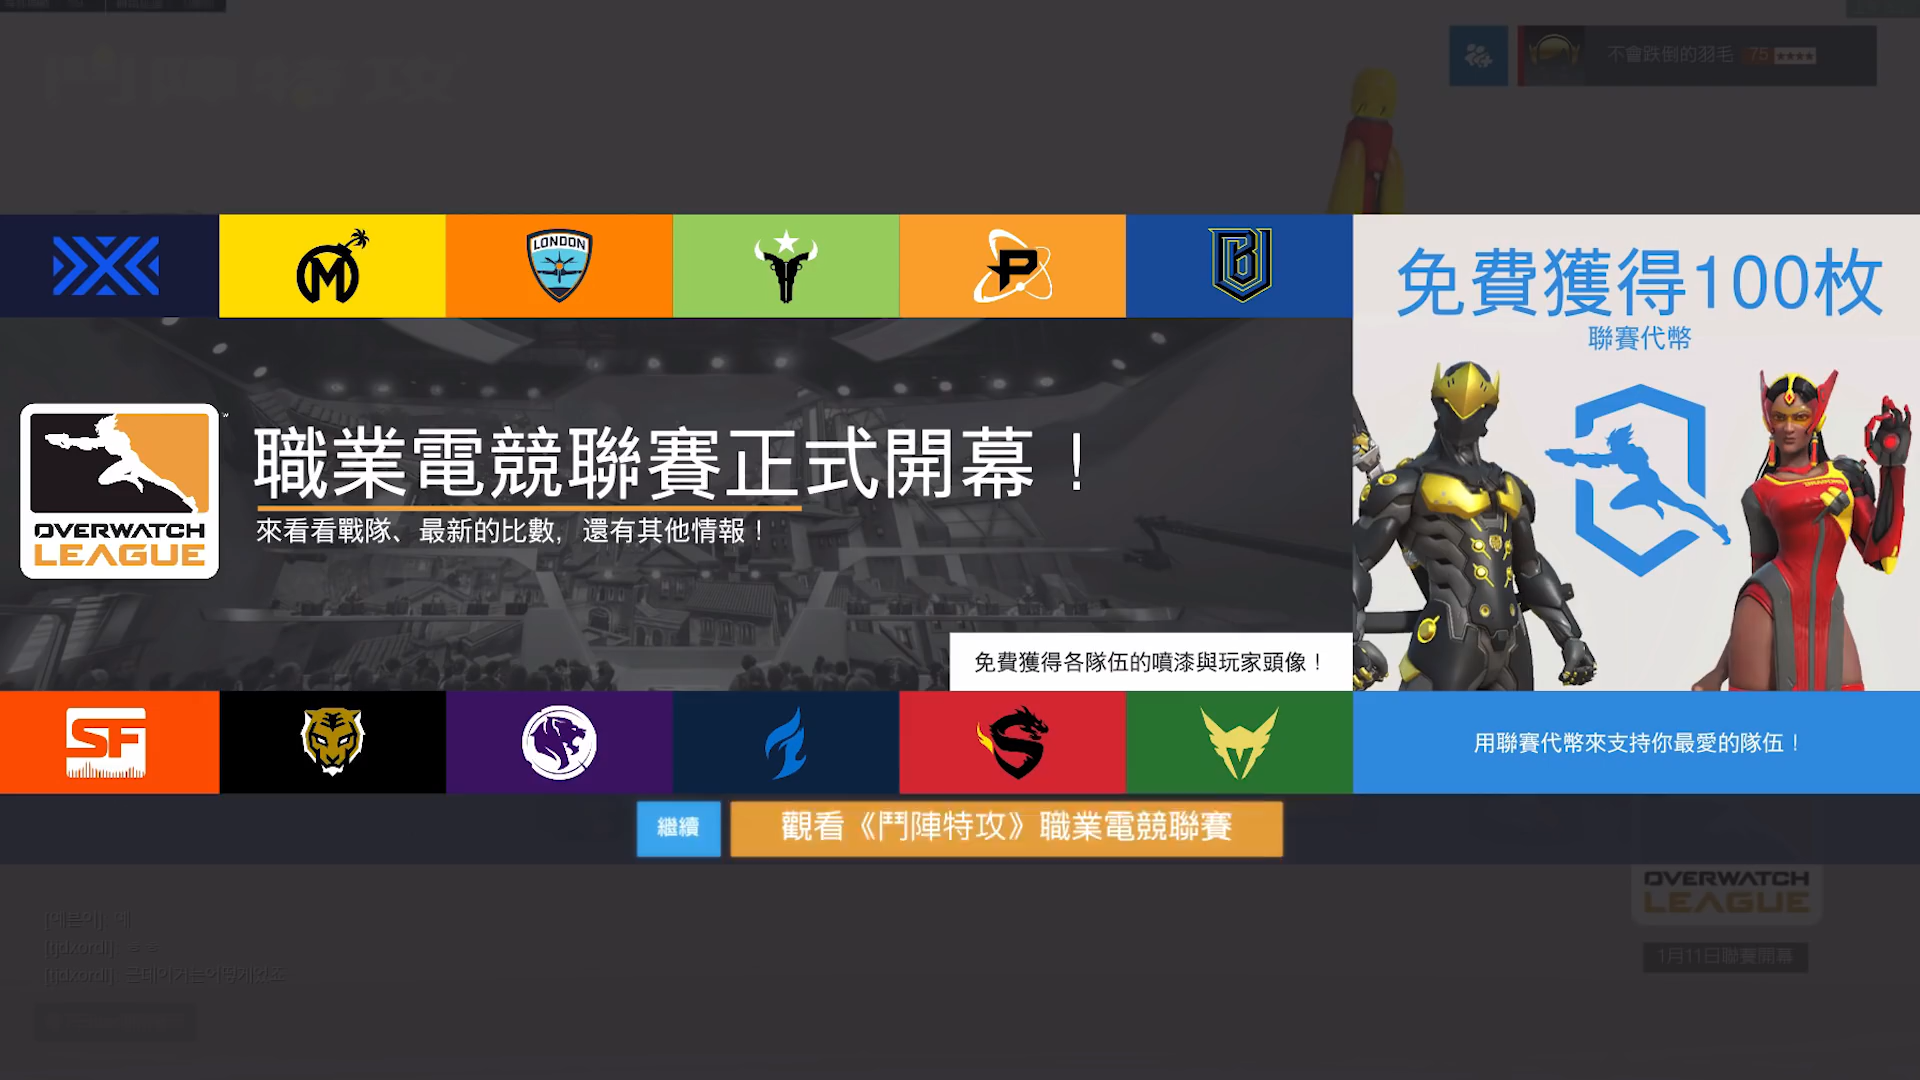 鬥陣特攻
不會跌倒的羽毛 75
LONDON
免費獲得100枚
聯賽代幣
職業電競聯賽正式開幕！
來看看戰隊、最新的比數，還有其他情報！
OVERWATCH
LEAGUE
免費獲得各隊伍的噴漆與玩家頭像！
SF
用聯賽代幣來支持你最愛的隊伍！
繼續
觀看《鬥陣特攻》職業電競聯賽
OVERWATCH
LEAGUE
1月11日聯賽開幕